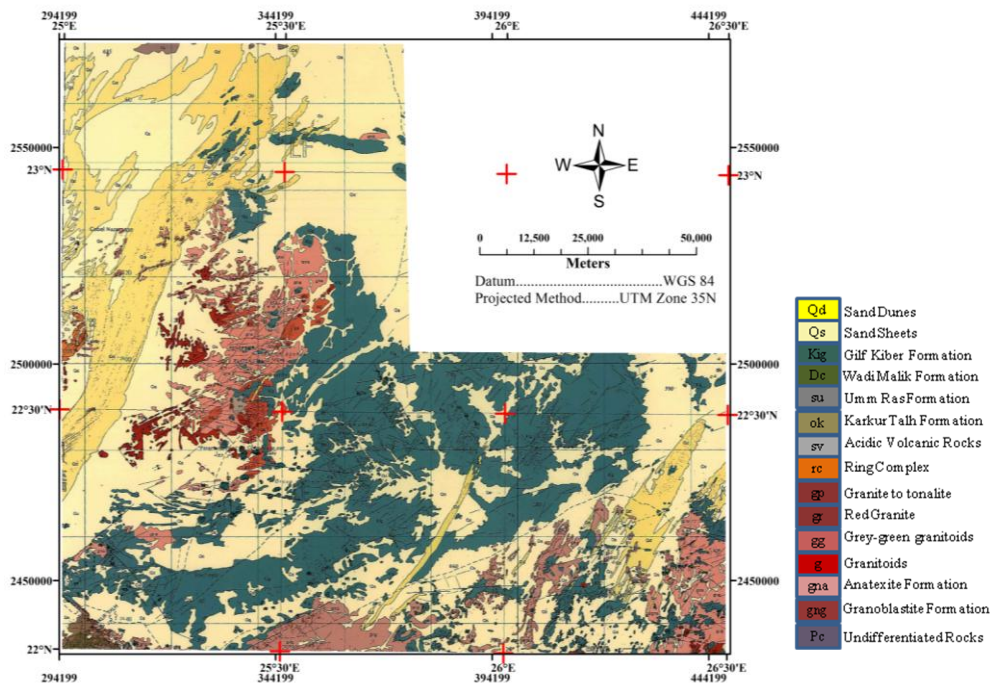 294199 344199 394199 444199
25°E 25°30'E 26°E 26°30'E
2550000 2550000
23°N 23°N
N
W E
S
0 12,500 25,000 50,000
Meters
Datum..............................WGS 84
Projected Method..........UTM Zone 35N
2500000 2500000
22°30'N 22°30'N
2450000 2450000
22°N 22°N
25°E 25°30'E 26°E 26°30'E
294199 344199 394199 444199
Qd Sand Dunes
Qs Sand Sheets
Kig Gilf Kiber Formation
Dc Wadi Malik Formation
su Umm Ras Formation
ok Karkur Talh Formation
sv Acidic Volcanic Rocks
rc Ring Complex
gp Granite to tonalite
gr Red Granite
gg Grey-green granitoids
g Granitoids
gna Anatexite Formation
gng Granoblastite Formation
Pc Undifferentiated Rocks